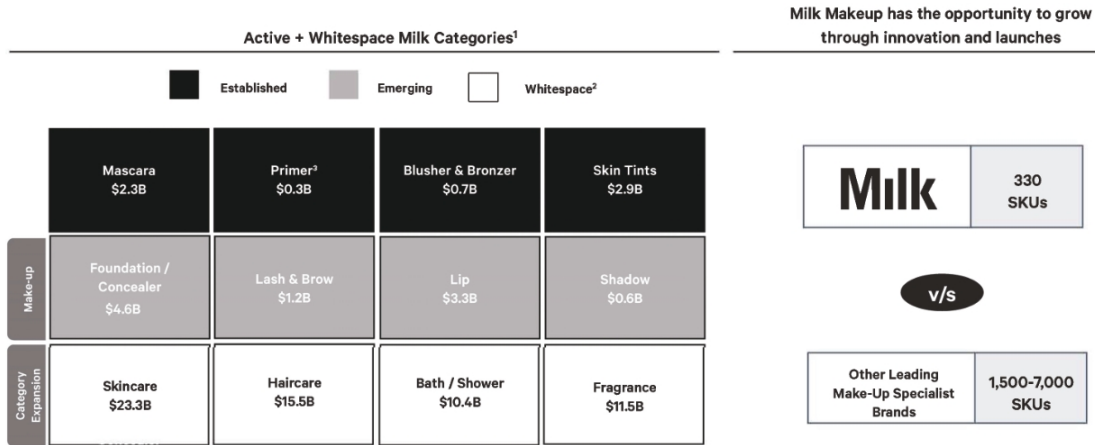 Active + Whitespace Milk Categories¹
Established
Emerging
Whitespace²
Mascara
$2.3B
Primer³
$0.3B
Blusher & Bronzer
$0.7B
Skin Tints
$2.9B
Make-up
Foundation /
Concealer
$4.6B
Lash & Brow
$1.2B
Lip
$3.3B
Shadow
$0.6B
Category
Expansion
Skincare
$23.3B
Haircare
$15.5B
Bath / Shower
$10.4B
Fragrance
$11.5B
Milk Makeup has the opportunity to grow
through innovation and launches
Milk
330
SKUs
v/s
Other Leading
Make-Up Specialist
Brands
1,500-7,000
SKUs